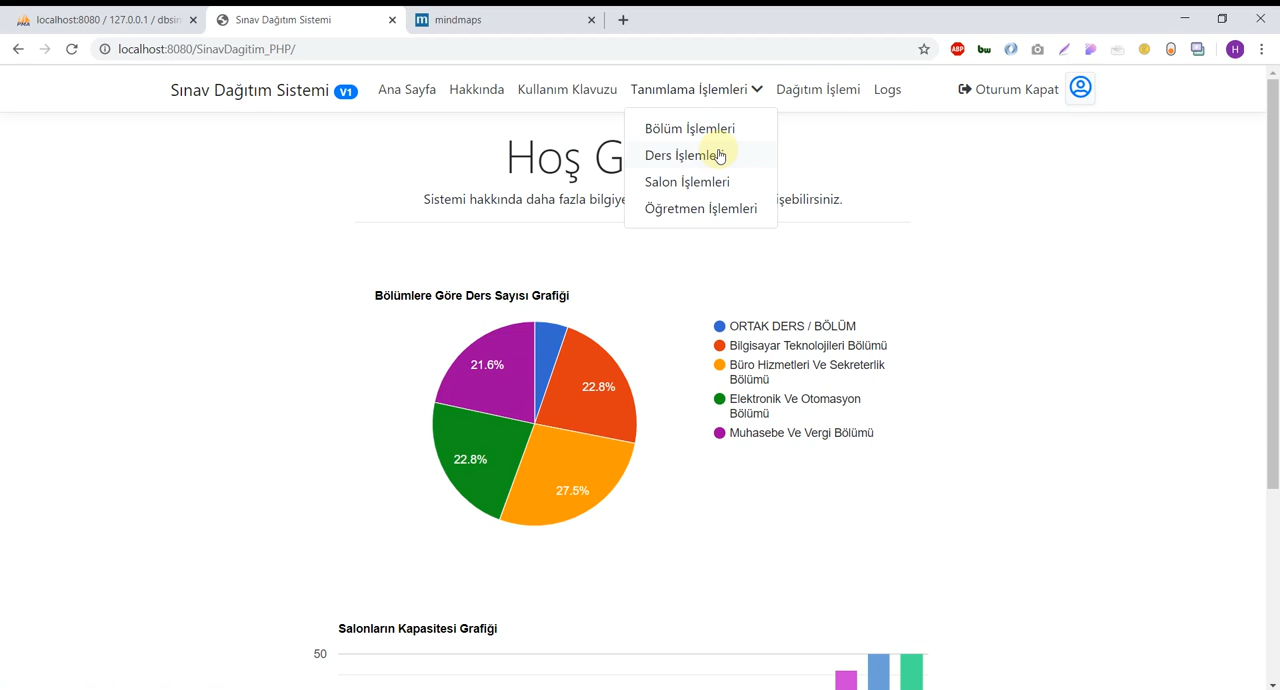 localhost:8080 / 127.0.0.1 / dbsin
Sınav Dağıtım Sistemi
mindmaps
localhost:8080/SinavDagitim_PHP/
ABP
bw
H
Sınav Dağıtım Sistemi V1
Ana Sayfa
Hakkında
Kullanım Klavuzu
Tanımlama İşlemleri
Dağıtım İşlemi
Logs
Oturum Kapat
Bölüm İşlemleri
Ders İşlemleri
Salon İşlemleri
Öğretmen İşlemleri
Hoş G
Sistemi hakkında daha fazla bilgiye
şebilirsiniz.
Bölümlere Göre Ders Sayısı Grafiği
21.6%
22.8%
22.8%
27.5%
ORTAK DERS / BÖLÜM
Bilgisayar Teknolojileri Bölümü
Büro Hizmetleri Ve Sekreterlik
Bölümü
Elektronik Ve Otomasyon
Bölümü
Muhasebe Ve Vergi Bölümü
Salonların Kapasitesi Grafiği
50